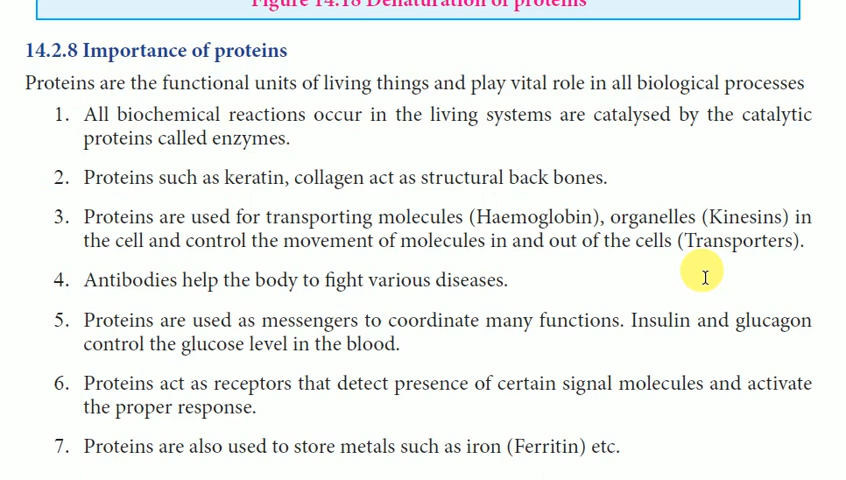 Figure 14.18 Denaturation of proteins
14.2.8 Importance of proteins
Proteins are the functional units of living things and play vital role in all biological processes
1. All biochemical reactions occur in the living systems are catalysed by the catalytic
proteins called enzymes.
2. Proteins such as keratin, collagen act as structural back bones.
3. Proteins are used for transporting molecules (Haemoglobin), organelles (Kinesins) in
the cell and control the movement of molecules in and out of the cells (Transporters).
4. Antibodies help the body to fight various diseases.
5. Proteins are used as messengers to coordinate many functions. Insulin and glucagon
control the glucose level in the blood.
6. Proteins act as receptors that detect presence of certain signal molecules and activate
the proper response.
7. Proteins are also used to store metals such as iron (Ferritin) etc.